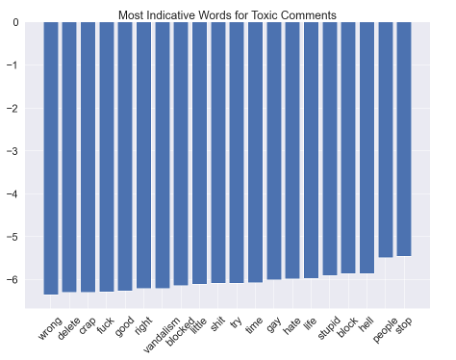 Most Indicative Words for Toxic Comments
0
−1
−2
−3
−4
−5
−6
wrong
delete
crap
fuck
good
right
vandalism
blocked
little
shit
try
time
gay
hate
life
stupid
block
hell
people
stop